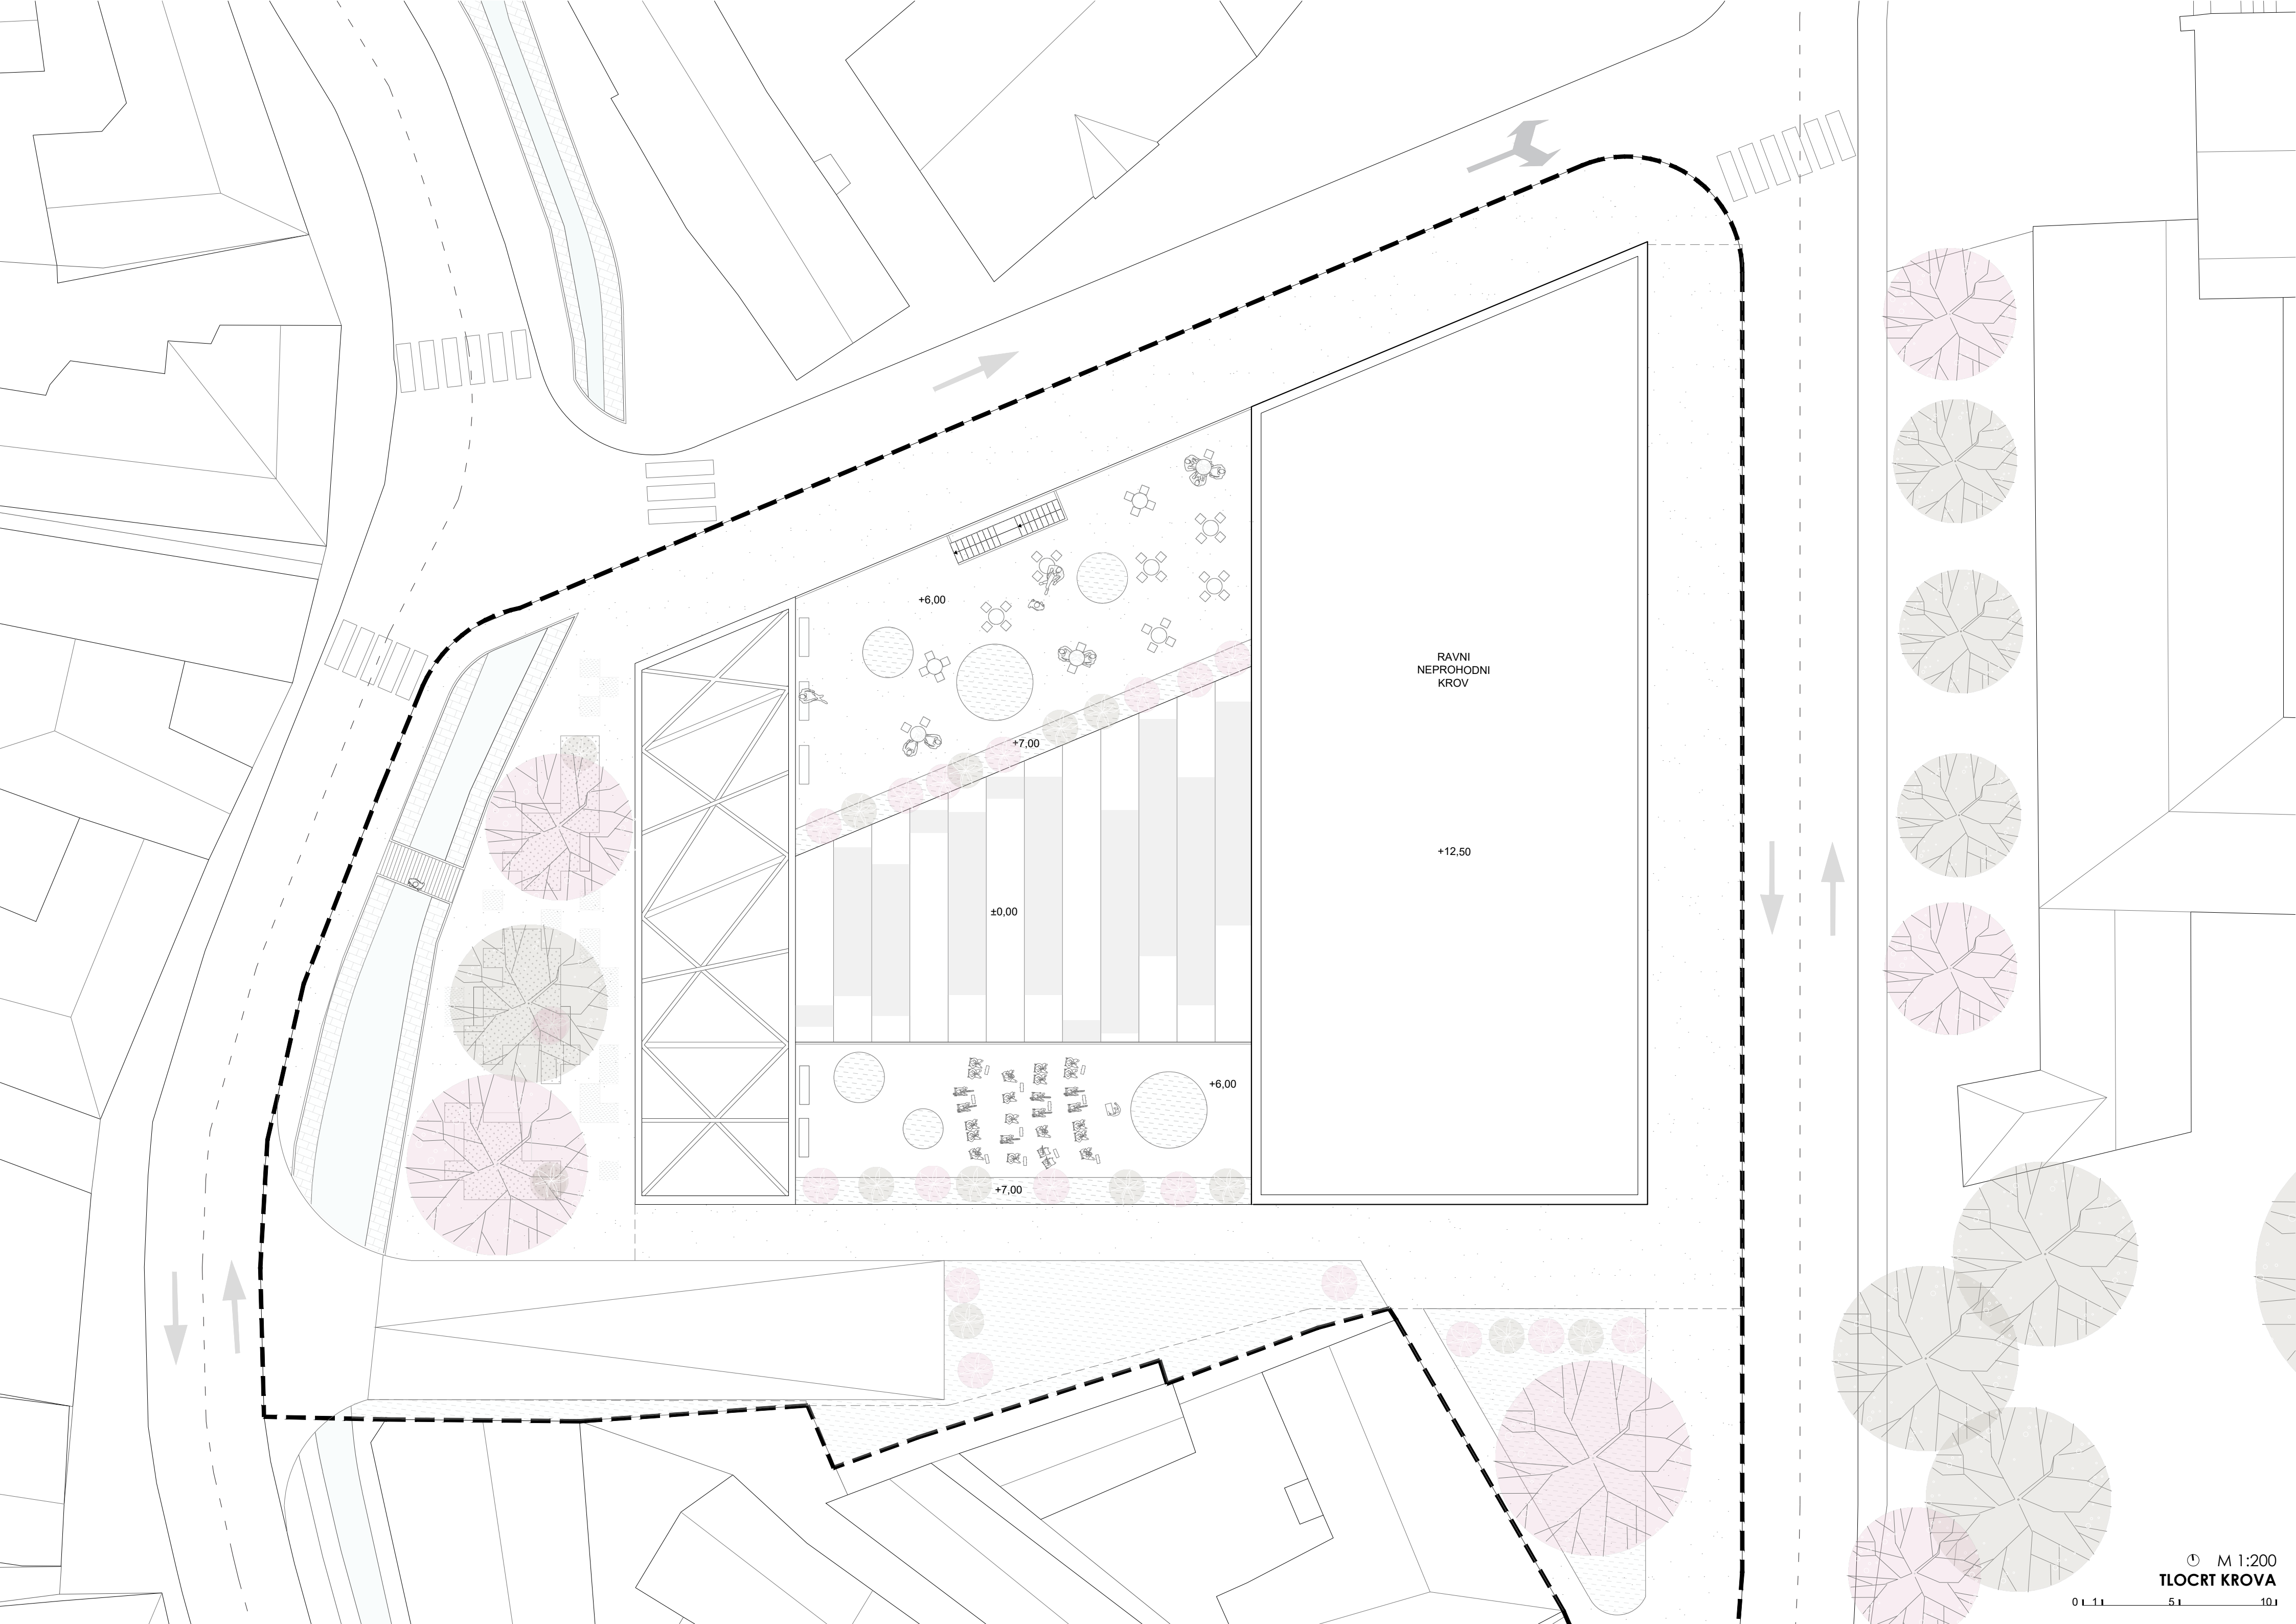 +6,00
RAVNI
NEPROHODNI
KROV
+7,00
+12,50
±0,00
+6,00
+7,00
M 1:200
TLOCRT KROVA
0 1 5 10